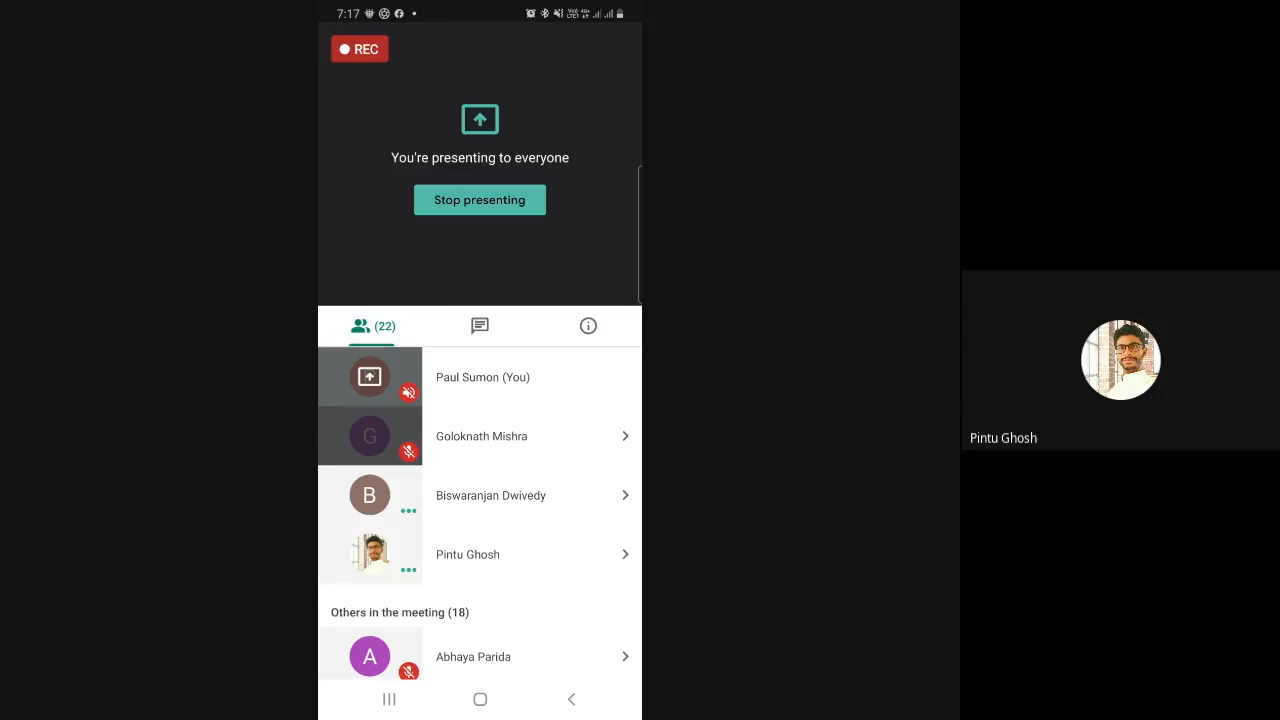 7:17
REC
You're presenting to everyone
Stop presenting
(22)
Paul Sumon (You)
G
Goloknath Mishra
B
Biswaranjan Dwivedy
Pintu Ghosh
Others in the meeting (18)
A
Abhaya Parida
Pintu Ghosh